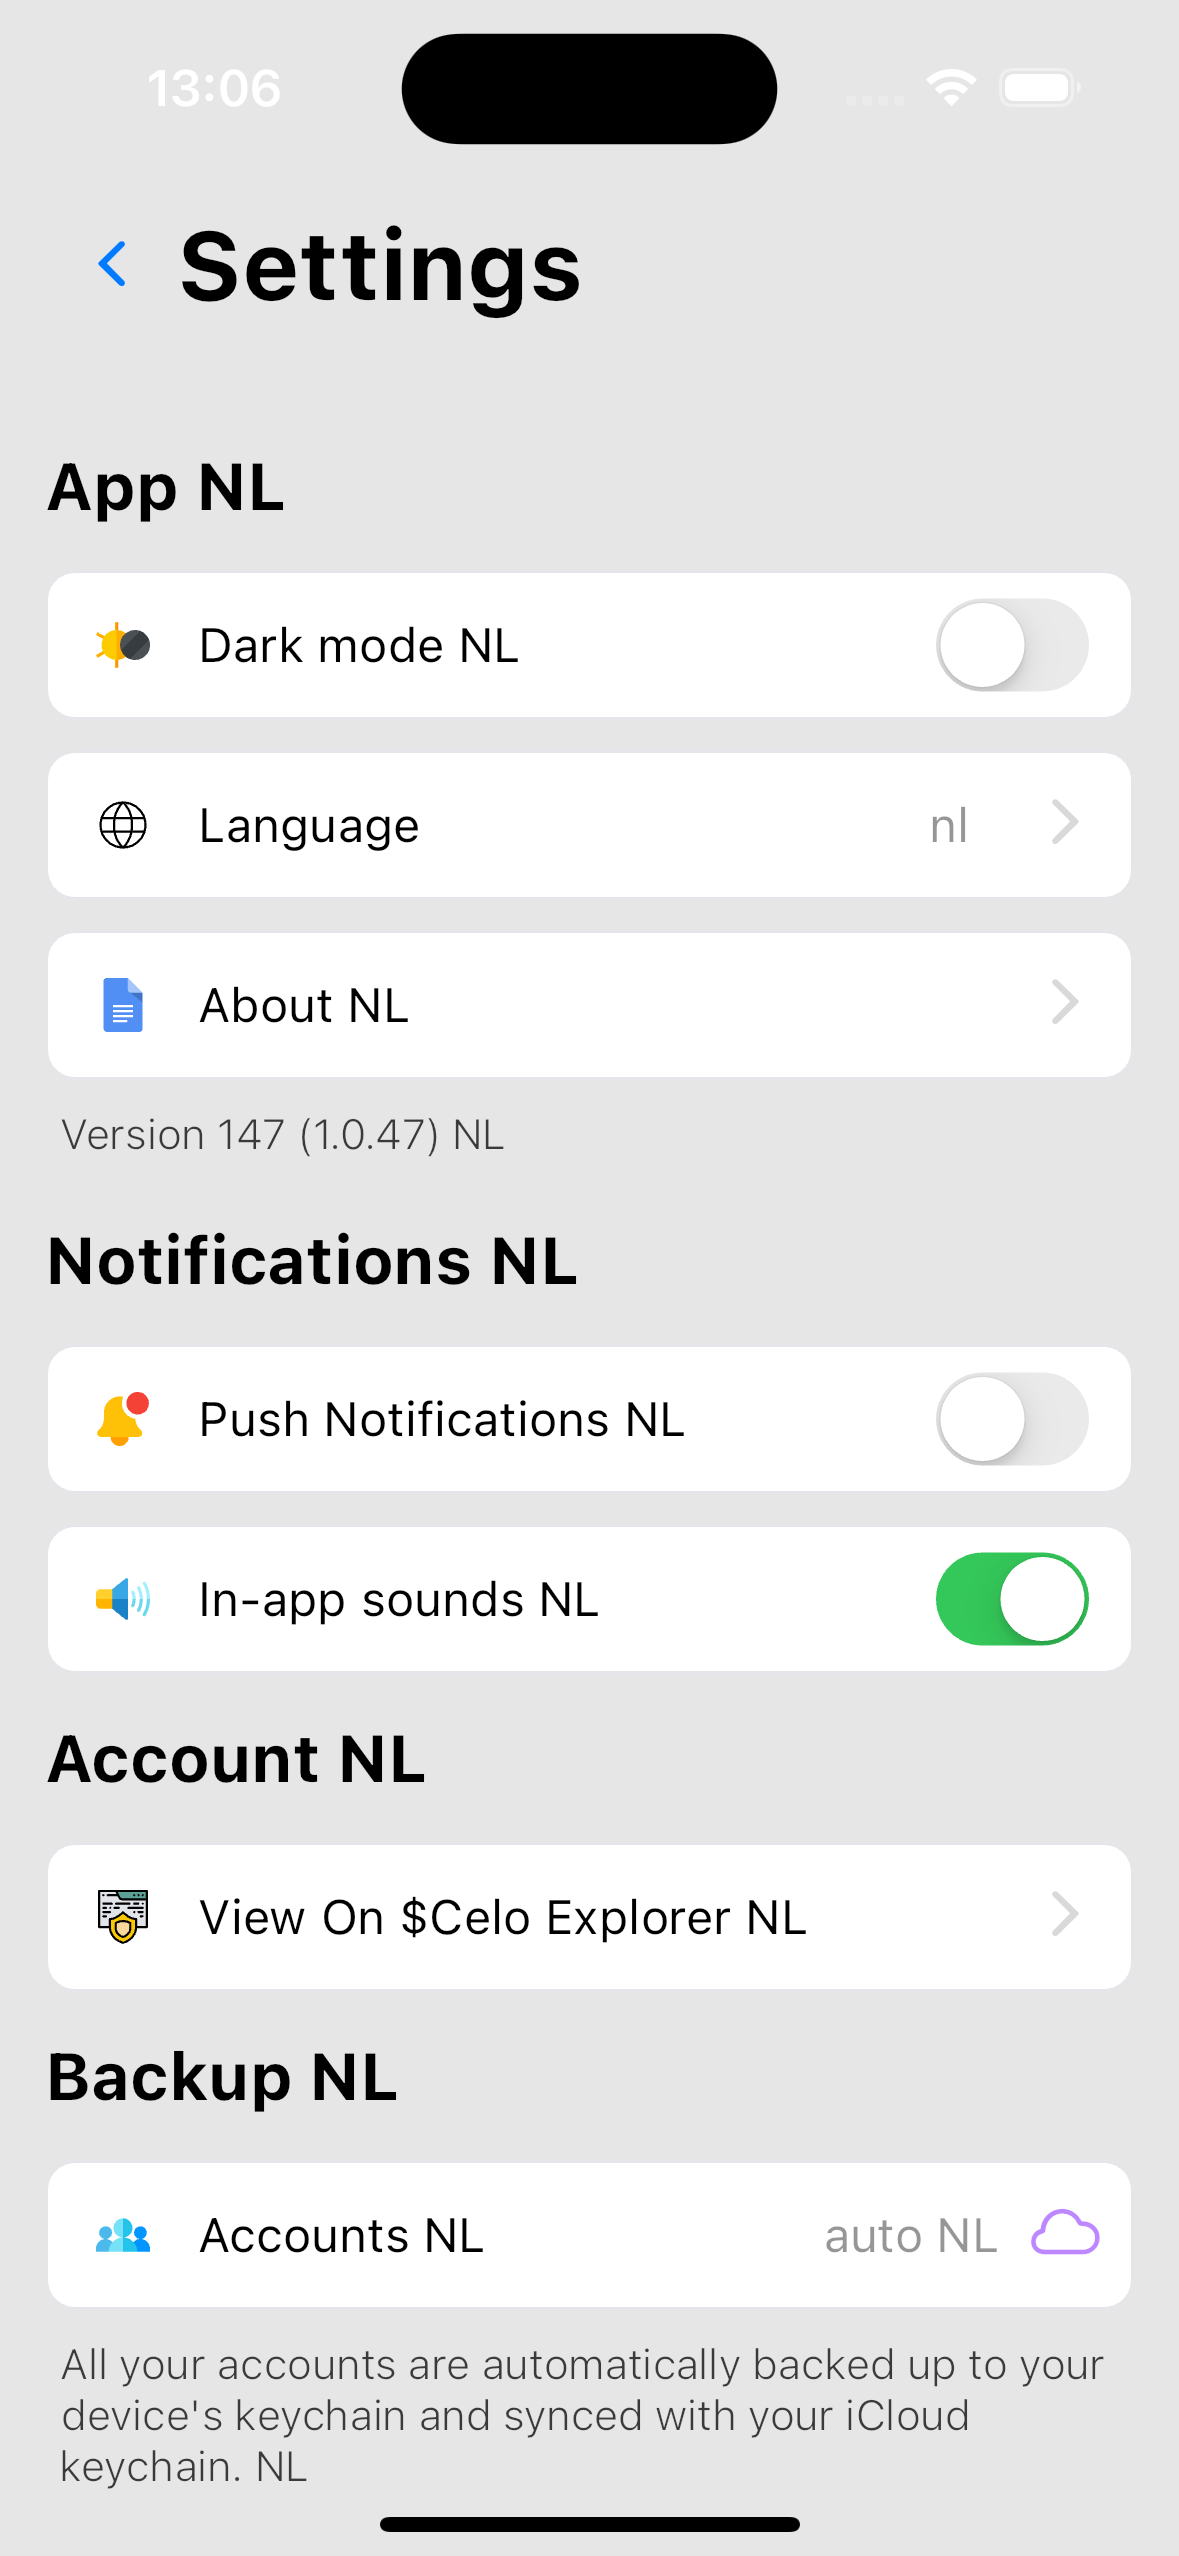 13:06
Settings
App NL
Dark mode NL
Language nl
About NL
Version 147 (1.0.47) NL
Notifications NL
Push Notifications NL
In-app sounds NL
Account NL
View On $Celo Explorer NL
Backup NL
Accounts NL auto NL
All your accounts are automatically backed up to your
device's keychain and synced with your iCloud
keychain. NL